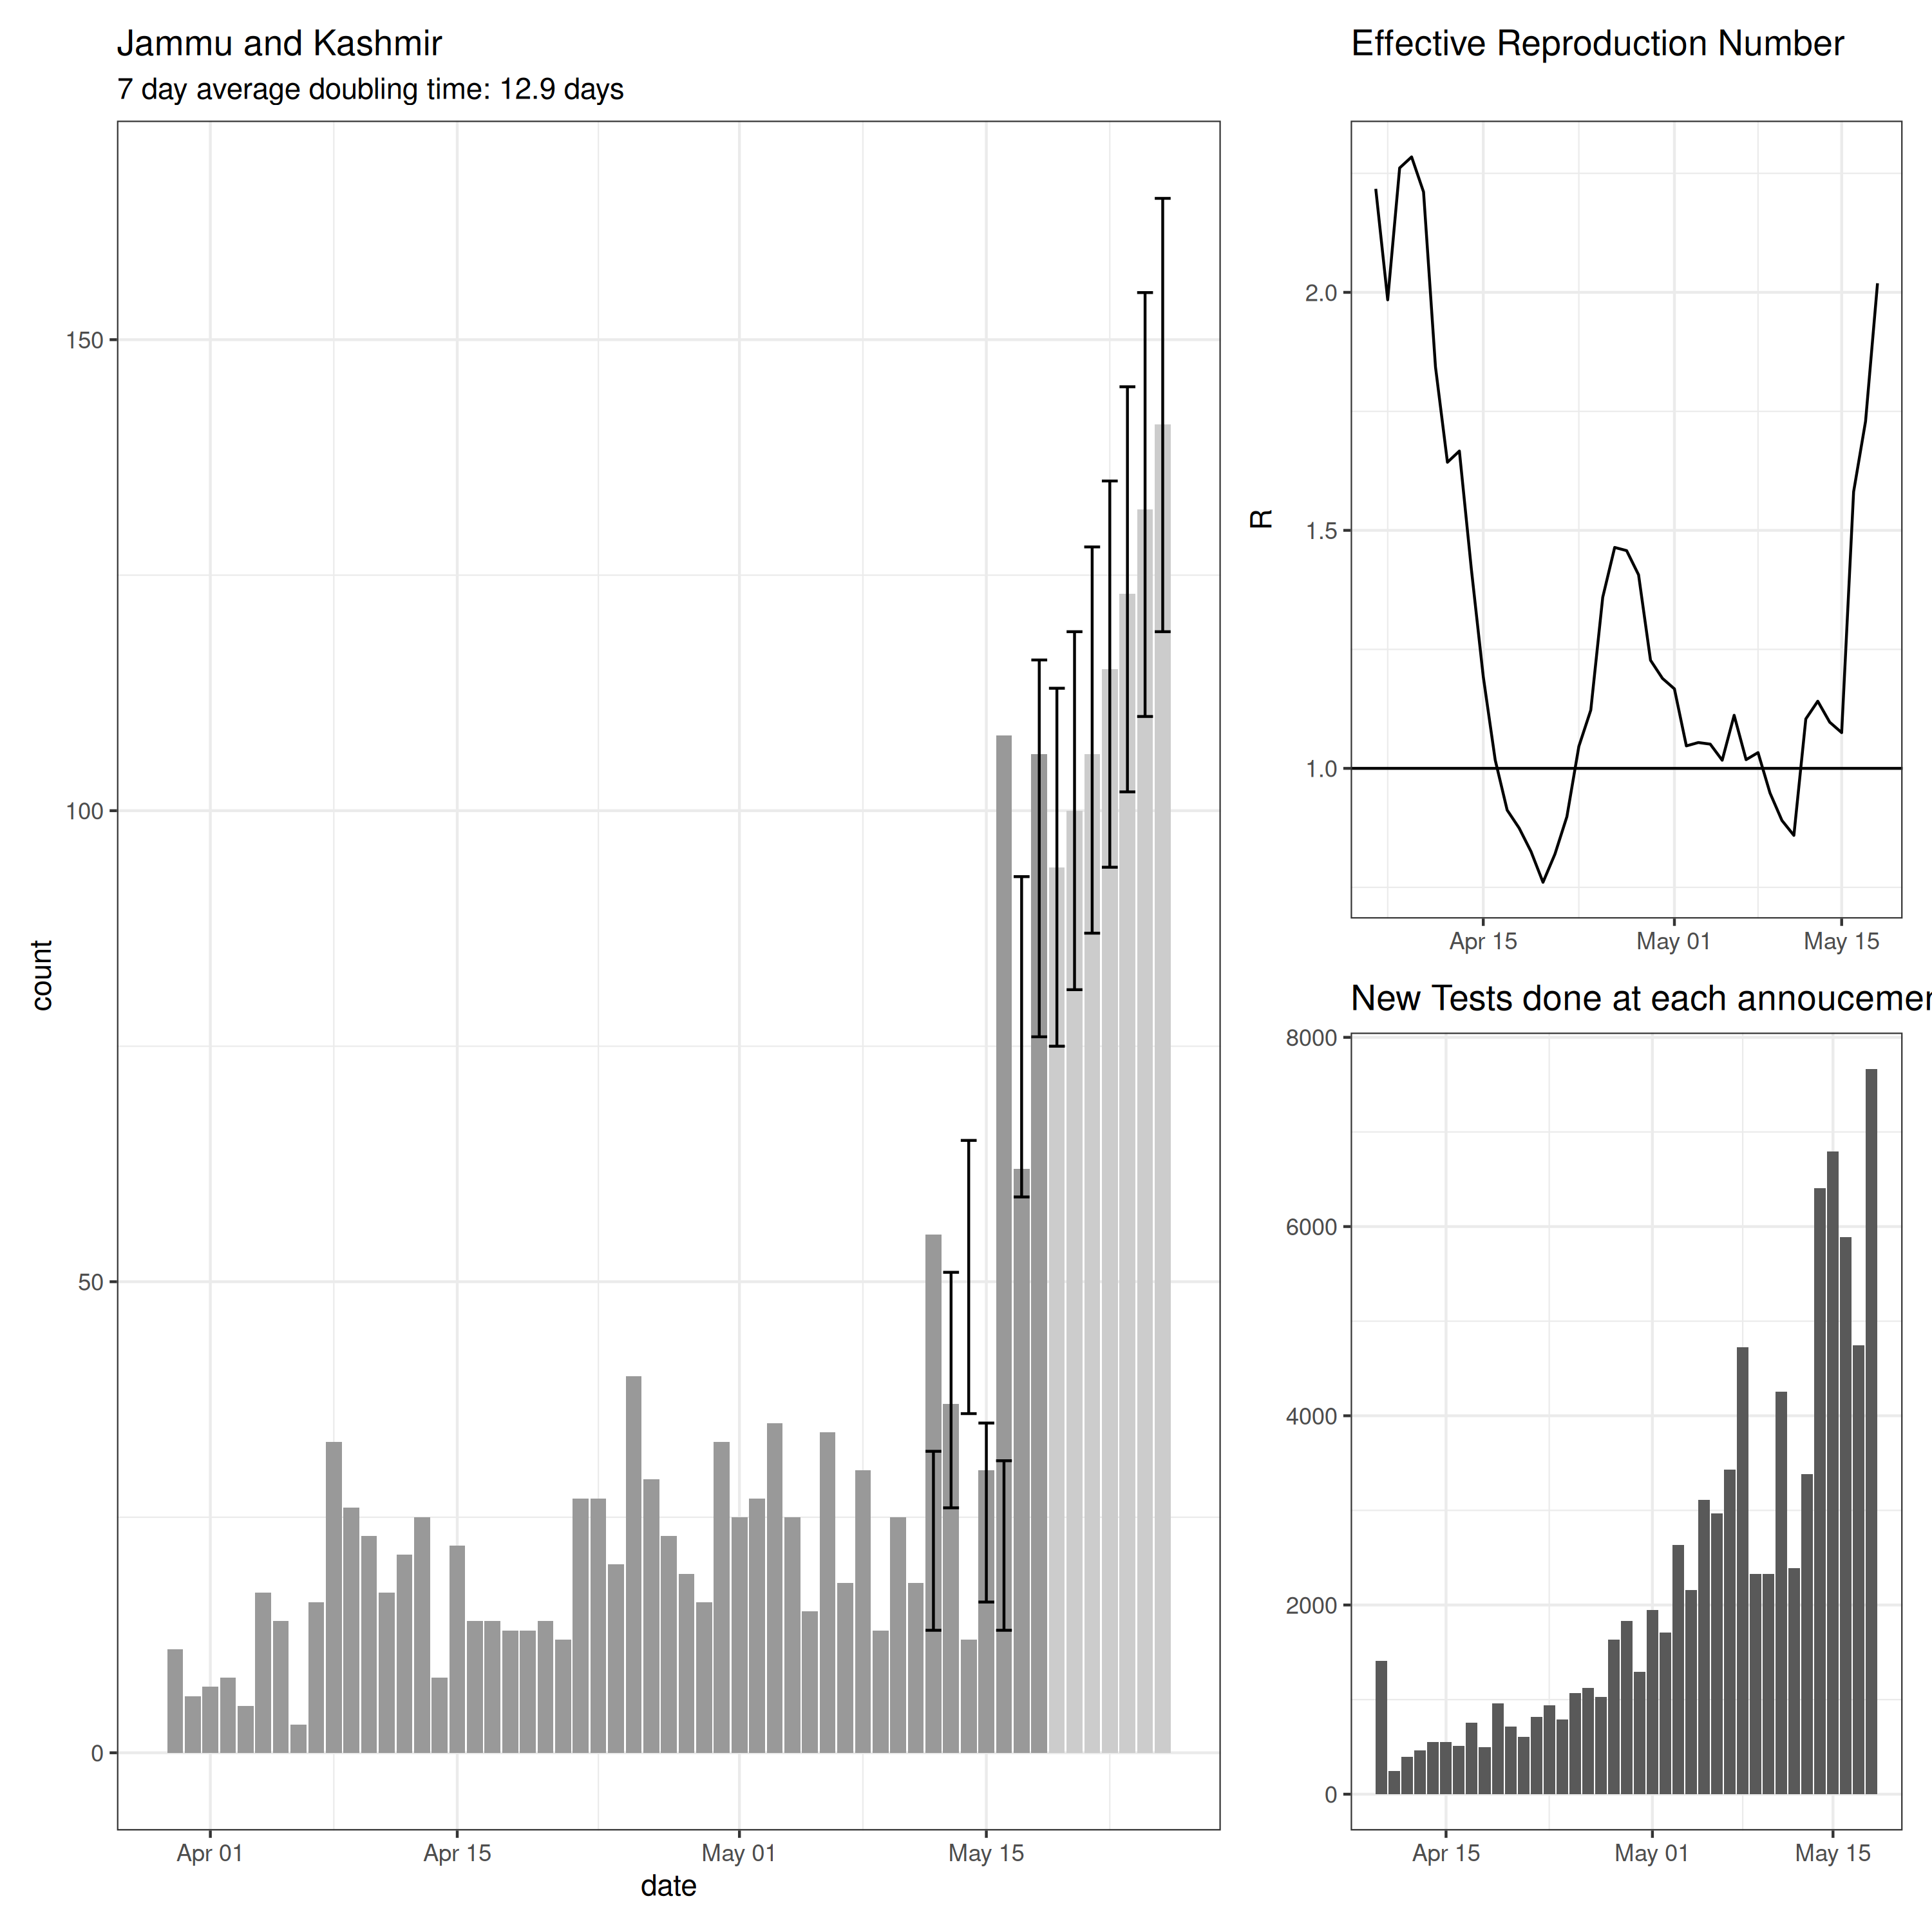 Jammu and Kashmir
7 day average doubling time: 12.9 days
count
150
100
50
0
Apr 01
Apr 15
May 01
May 15
date
Effective Reproduction Number
R
2.0
1.5
1.0
Apr 15
May 01
May 15
New Tests done at each annoucemen
8000
6000
4000
2000
0
Apr 15
May 01
May 15